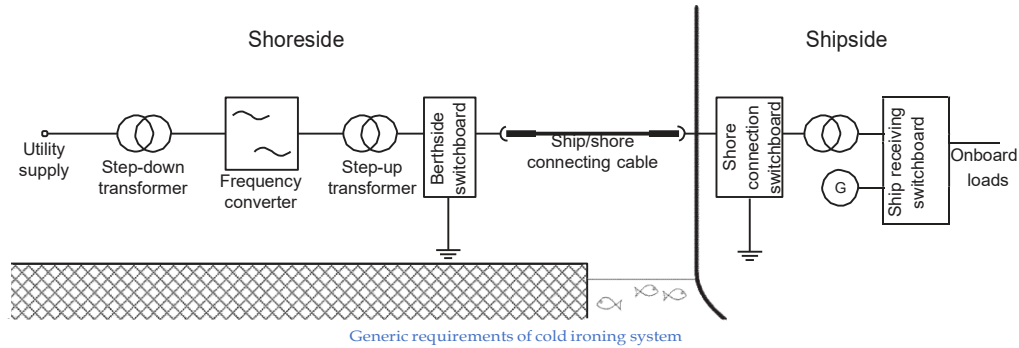 Shoreside
Shipside
Utility
supply
Step-down
transformer
Frequency
converter
Step-up
transformer
Berthside
switchboard
Ship/shore
connecting cable
Shore
connection
switchboard
G
Ship receiving
switchboard
Onboard
loads
Generic requirements of cold ironing system